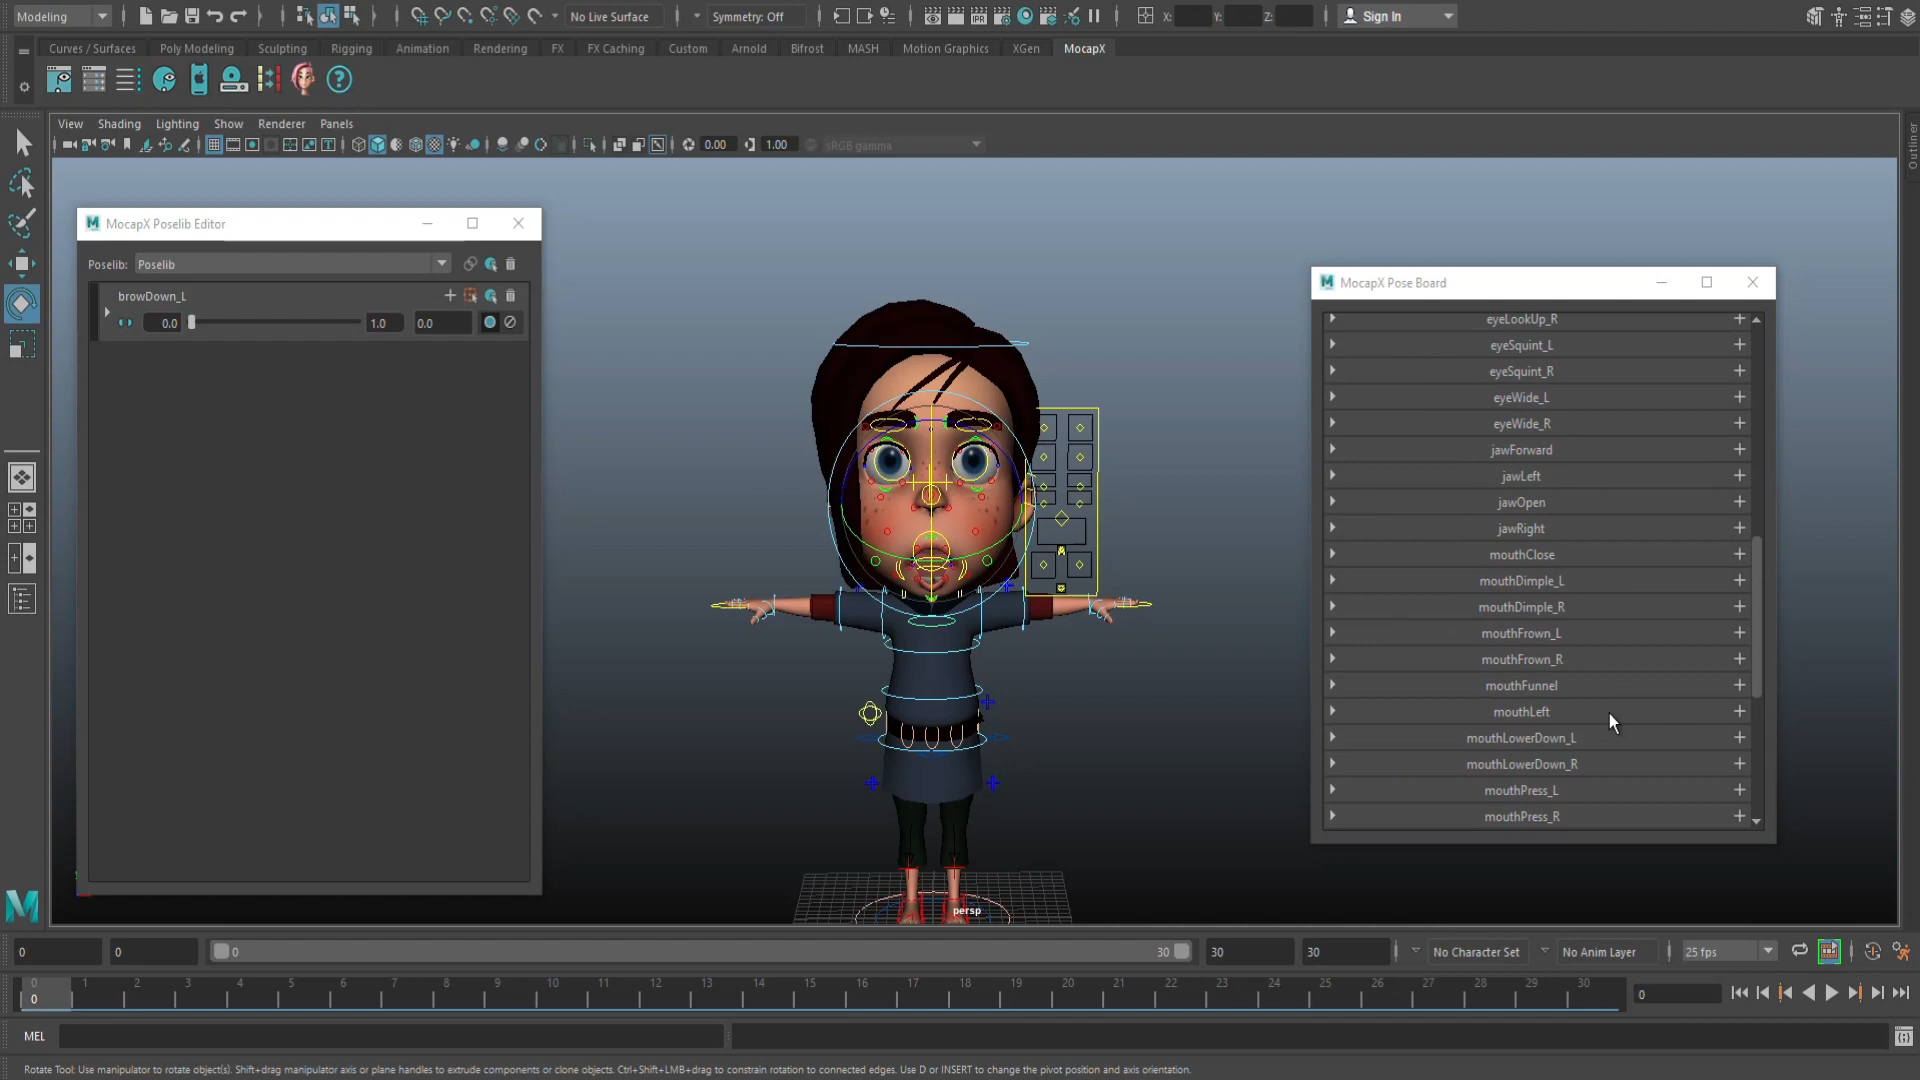 Modeling
No Live Surface
Symmetry: Off
IPR
X:
Y:
Z:
Sign In
Curves / Surfaces
Poly Modeling
Sculpting
Rigging
Animation
Rendering
FX
FX Caching
Custom
Arnold
Bifrost
MASH
Motion Graphics
XGen
MocapX
View
Shading
Lighting
Show
Renderer
Panels
0.00
1.00
sRGB gamma
Outliner
MocapX Poselib Editor
Poselib:
Poselib
browDown_L
0.0
1.0
0.0
MocapX Pose Board
eyeLookUp_R
eyeSquint_L
eyeSquint_R
eyeWide_L
eyeWide_R
jawForward
jawLeft
jawOpen
jawRight
mouthClose
mouthDimple_L
mouthDimple_R
mouthFrown_L
mouthFrown_R
mouthFunnel
mouthLeft
mouthLowerDown_L
mouthLowerDown_R
mouthPress_L
mouthPress_R
persp
0
0
0
30
30
30
No Character Set
No Anim Layer
25 fps
0 1 2 3 4 5 6 7 8 9 10 11 12 13 14 15 16 17 18 19 20 21 22 23 24 25 26 27 28 29 30
0
0
MEL
Rotate Tool: Use manipulator to rotate object(s). Shift+drag manipulator axis or plane handles to extrude components or clone objects. Ctrl+Shift+LMB+drag to constrain rotation to connected edges. Use D or INSERT to change the pivot position and axis orientation.